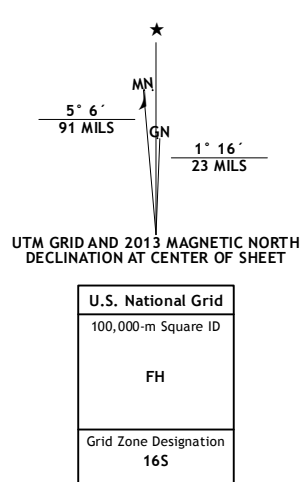 ★
MN
5° 6´
91 MILS
GN
1° 16´
23 MILS
UTM GRID AND 2013 MAGNETIC NORTH
DECLINATION AT CENTER OF SHEET
U.S. National Grid
100,000-m Square ID
FH
Grid Zone Designation
16S